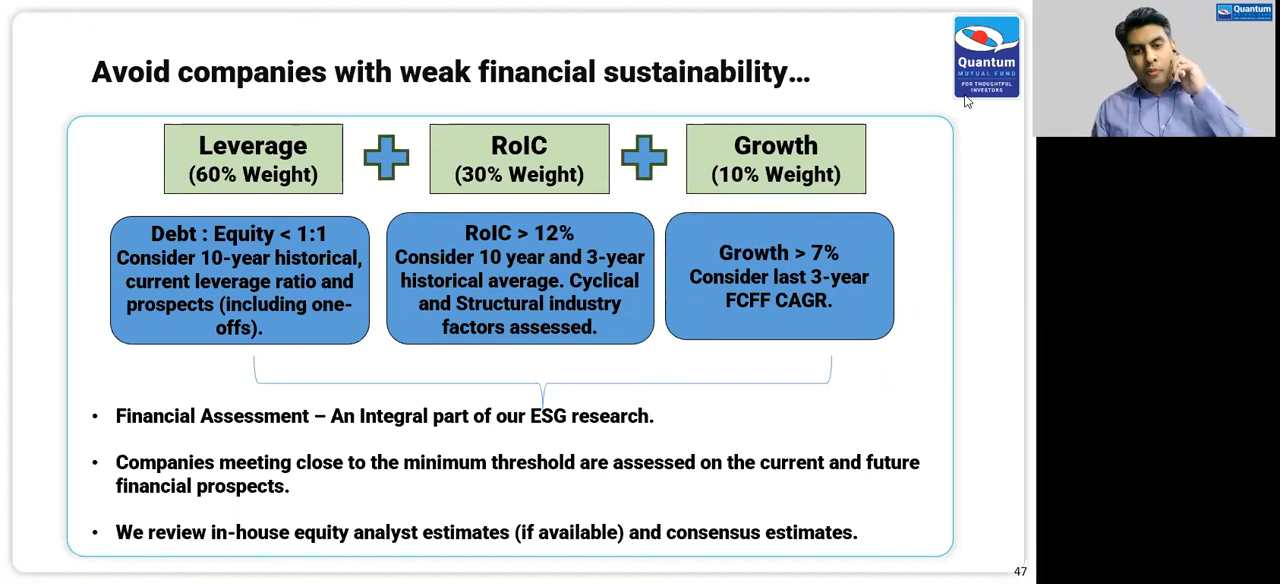 Avoid companies with weak financial sustainability…
Quantum
MUTUAL FUND
FOR THOUGHTFUL
INVESTORS
Leverage
(60% Weight)
RoIC
(30% Weight)
Growth
(10% Weight)
Debt : Equity < 1:1
Consider 10-year historical,
current leverage ratio and
prospects (including one-
offs).
RoIC > 12%
Consider 10 year and 3-year
historical average. Cyclical
and Structural industry
factors assessed.
Growth > 7%
Consider last 3-year
FCFF CAGR.
• Financial Assessment – An Integral part of our ESG research.
• Companies meeting close to the minimum threshold are assessed on the current and future
financial prospects.
• We review in-house equity analyst estimates (if available) and consensus estimates.
47
Quantum